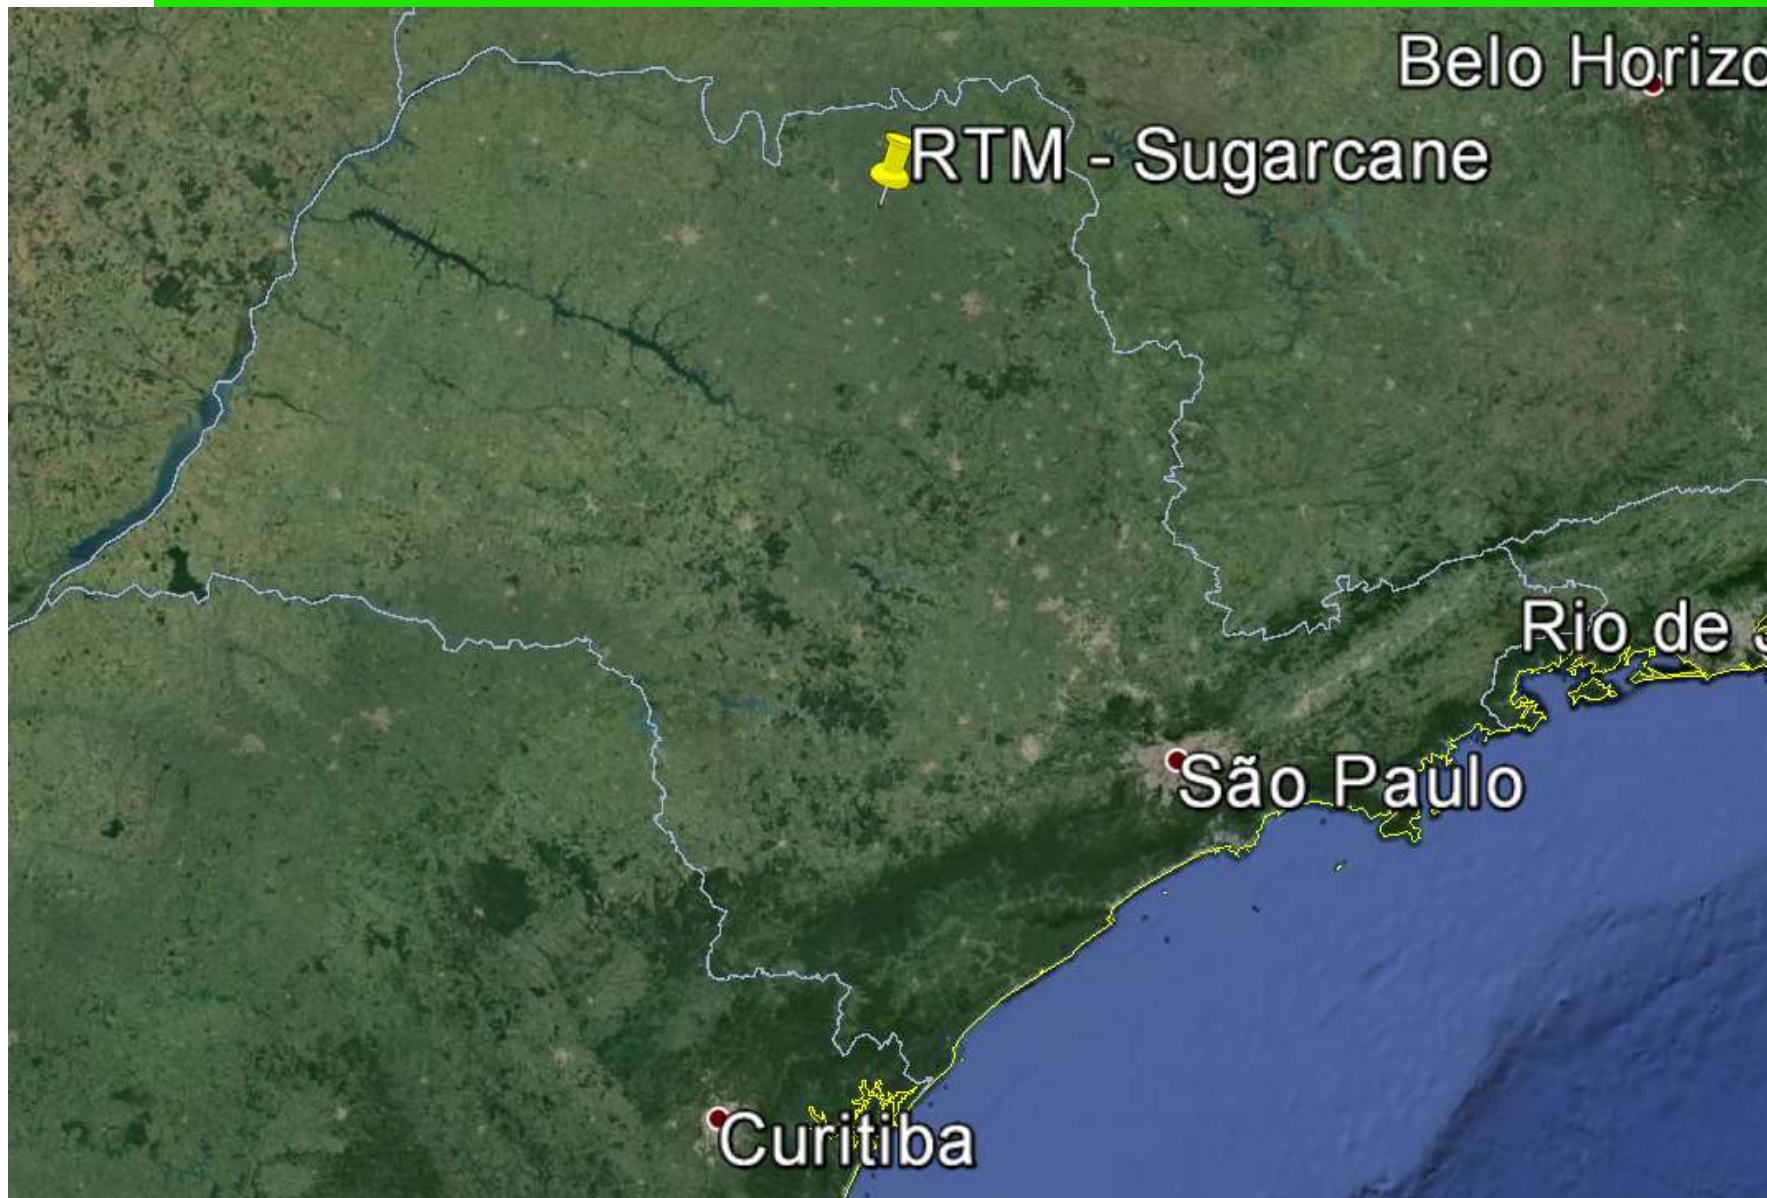 Belo Horizo
RTM - Sugarcane
Rio de
São Paulo
Curitiba